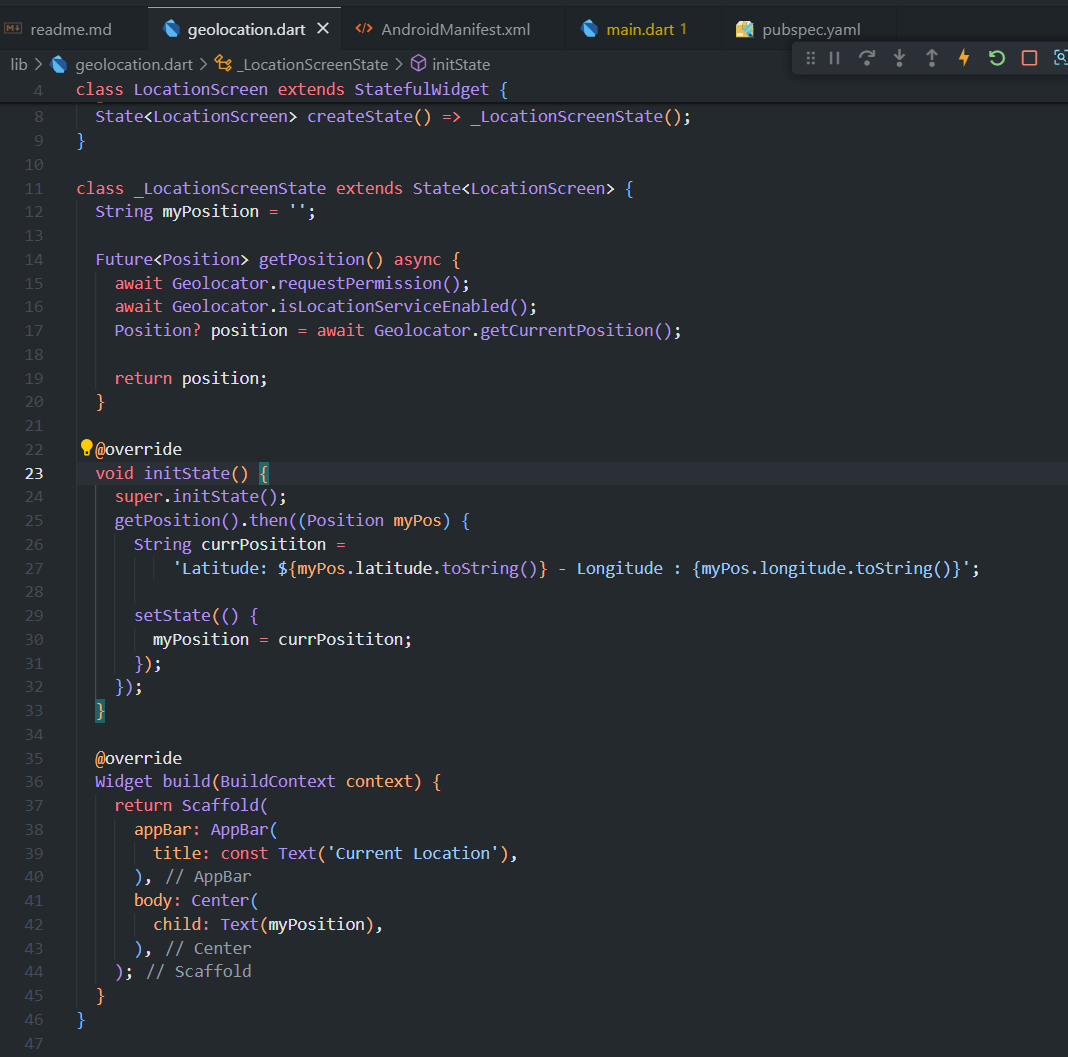 readme.md geolocation.dart AndroidManifest.xml main.dart 1 pubspec.yaml
lib > geolocation.dart > _LocationScreenState > initState
4 class LocationScreen extends StatefulWidget {
8 State<LocationScreen> createState() => _LocationScreenState();
9 }
10
11 class _LocationScreenState extends State<LocationScreen> {
12 String myPosition = '';
13
14 Future<Position> getPosition() async {
15 await Geolocator.requestPermission();
16 await Geolocator.isLocationServiceEnabled();
17 Position? position = await Geolocator.getCurrentPosition();
18
19 return position;
20 }
21
22 @override
23 void initState() {
24 super.initState();
25 getPosition().then((Position myPos) {
26 String currPosititon =
27 'Latitude: ${myPos.latitude.toString()} - Longitude : {myPos.longitude.toString()}';
28
29 setState(() {
30 myPosition = currPosititon;
31 });
32 });
33 }
34
35 @override
36 Widget build(BuildContext context) {
37 return Scaffold(
38 appBar: AppBar(
39 title: const Text('Current Location'),
40 ), // AppBar
41 body: Center(
42 child: Text(myPosition),
43 ), // Center
44 ); // Scaffold
45 }
46 }
47